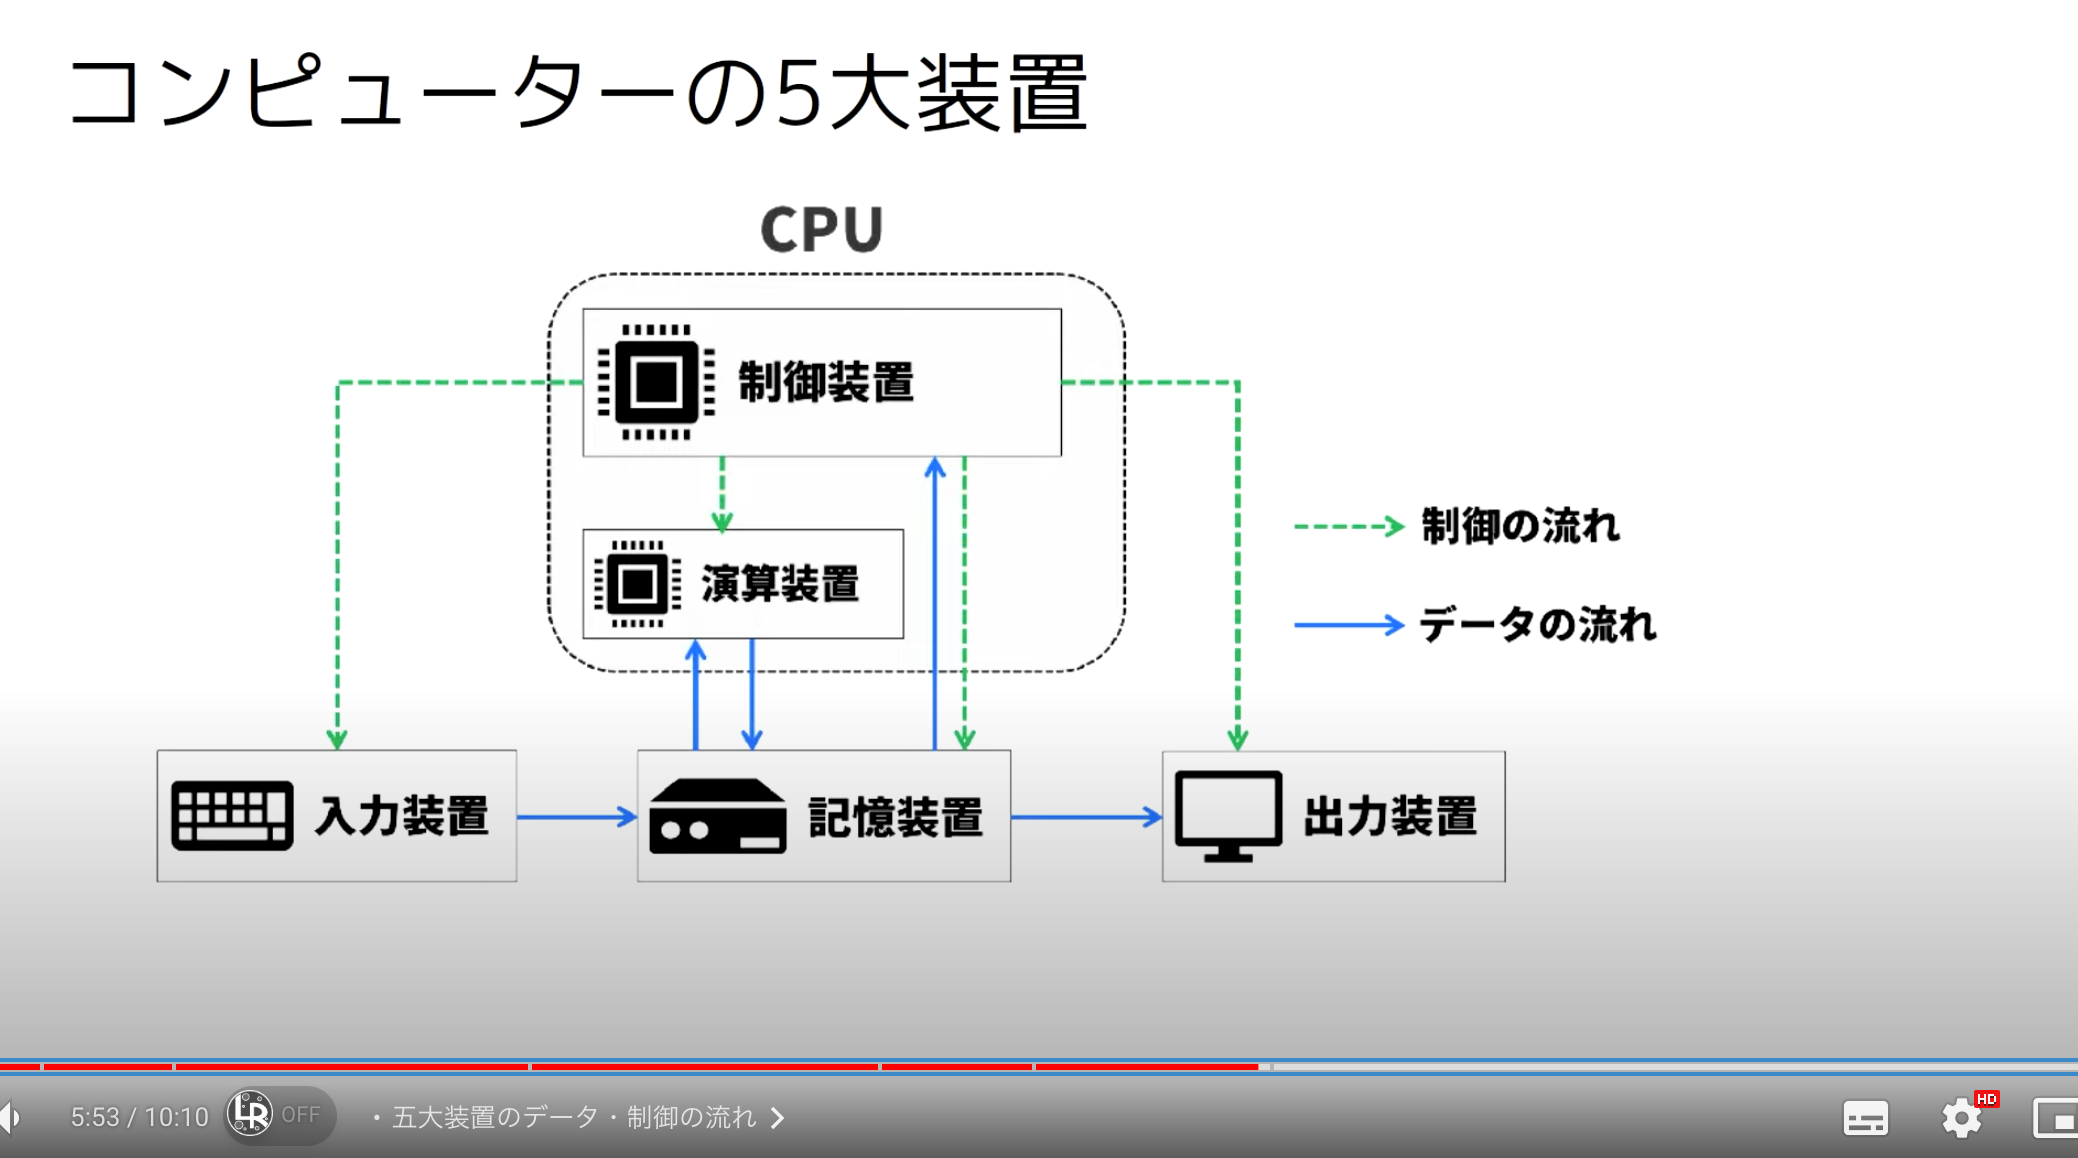 コンピューターの5大装置
CPU
制御装置
演算装置
制御の流れ
データの流れ
入力装置
記憶装置
出力装置
5:53 / 10:10
LR
OFF
・五大装置のデータ・制御の流れ
HD